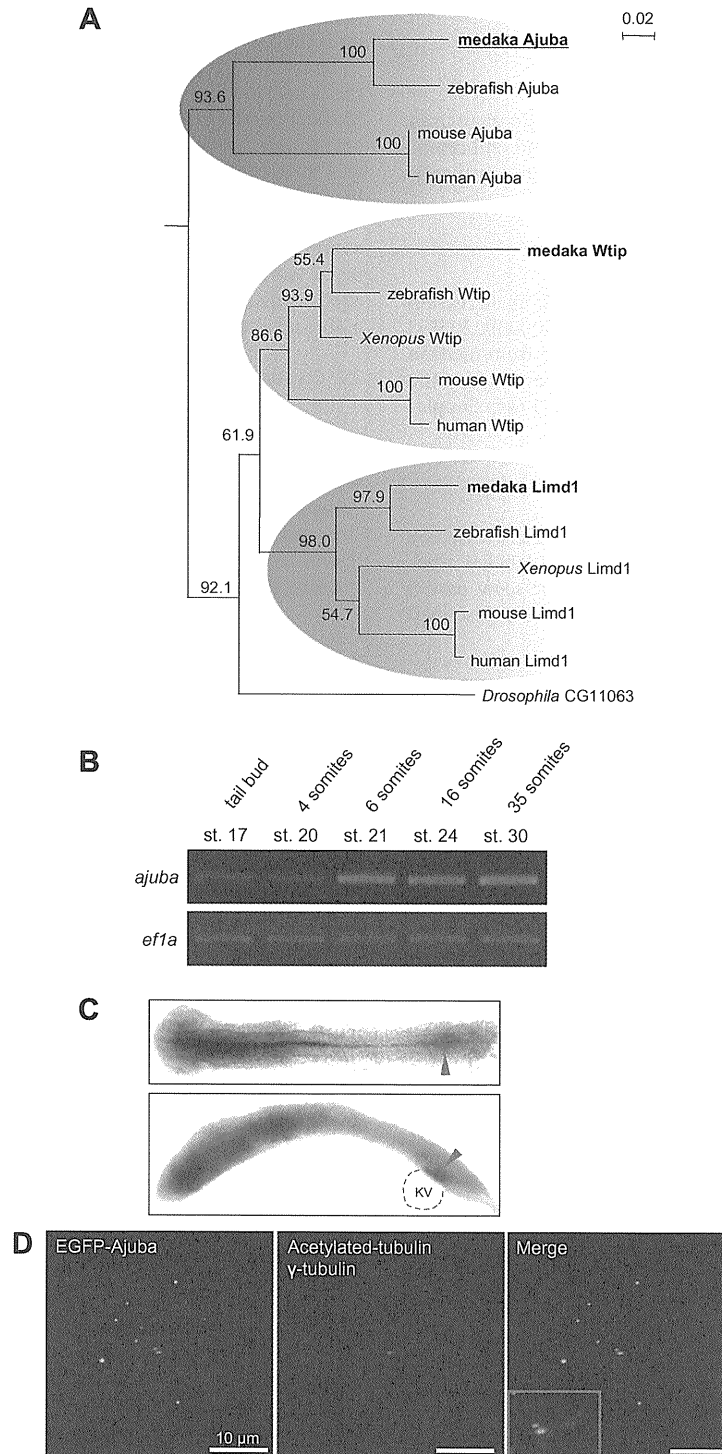 A
0.02
100
medaka Ajuba
zebrafish Ajuba
93.6
mouse Ajuba
100
human Ajuba
medaka Wtip
55.4
zebrafish Wtip
93.9
Xenopus Wtip
86.6
mouse Wtip
100
human Wtip
61.9
medaka Limd1
97.9
zebrafish Limd1
98.0
Xenopus Limd1
92.1
54.7
mouse Limd1
100
human Limd1
Drosophila CG11063
B
tail bud
4 somites
6 somites
16 somites
35 somites
st. 17 st. 20 st. 21 st. 24 st. 30
ajuba
ef1a
C
KV
D
EGFP-Ajuba
10 µm
Acetylated-tubulin
γ-tubulin
Merge